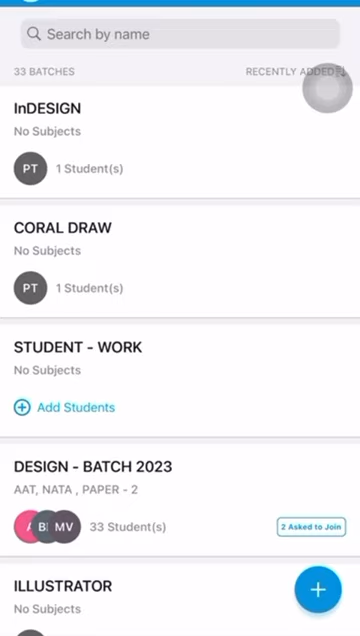 Search by name
33 BATCHES RECENTLY ADDED
InDESIGN
No Subjects
PT 1 Student(s)
CORAL DRAW
No Subjects
PT 1 Student(s)
STUDENT - WORK
No Subjects
Add Students
DESIGN - BATCH 2023
AAT, NATA , PAPER - 2
MV 33 Student(s) 2 Asked to Join
ILLUSTRATOR
No Subjects